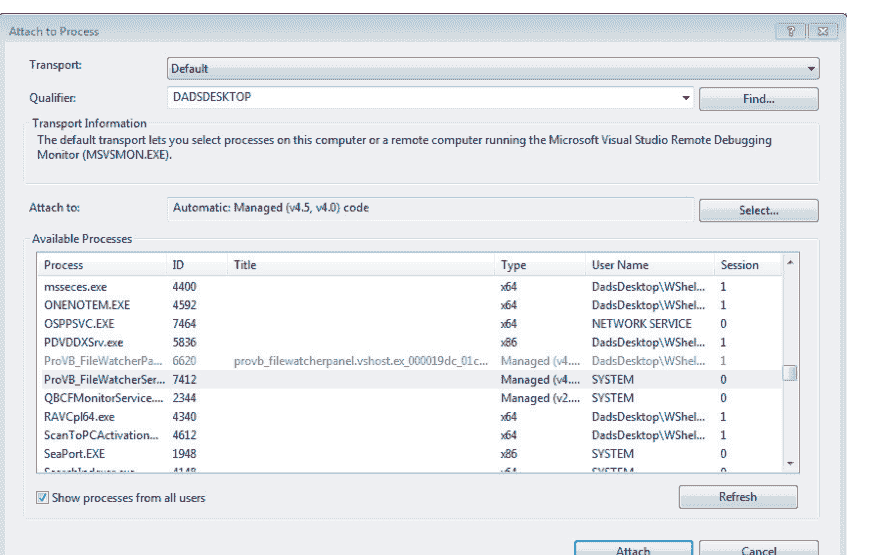 Attach to Process
Transport: Default
Qualifier: DADSDESKTOP Find...
Transport Information
The default transport lets you select processes on this computer or a remote computer running the Microsoft Visual Studio Remote Debugging
Monitor (MSVSMON.EXE).
Attach to: Automatic: Managed (v4.5, v4.0) code Select...
Available Processes
Process ID Title Type User Name Session
msseces.exe 4400 x64 DadsDesktop\WShel... 1
ONENOTEM.EXE 4592 x64 DadsDesktop\WShel... 1
OSPPSVC.EXE 7464 x64 NETWORK SERVICE 0
PDVDDXSrv.exe 5836 x86 DadsDesktop\WShel... 1
ProVB_FileWatcherPa... 6620 provb_filewatcherpanel.vshost.ex_000019dc_01c... Managed (v4.... DadsDesktop\WShel... 1
ProVB_FileWatcherSer... 7412 Managed (v4.... SYSTEM 0
QBCFMonitorService.... 2344 Managed (v2.... SYSTEM 0
RAVCpl64.exe 4340 x64 DadsDesktop\WShel... 1
ScanToPCActivation... 4612 x64 DadsDesktop\WShel... 1
SeaPort.EXE 1948 x86 SYSTEM 0
SearchIndexer.exe 4148 x64 SYSTEM 0
Show processes from all users Refresh
Attach Cancel